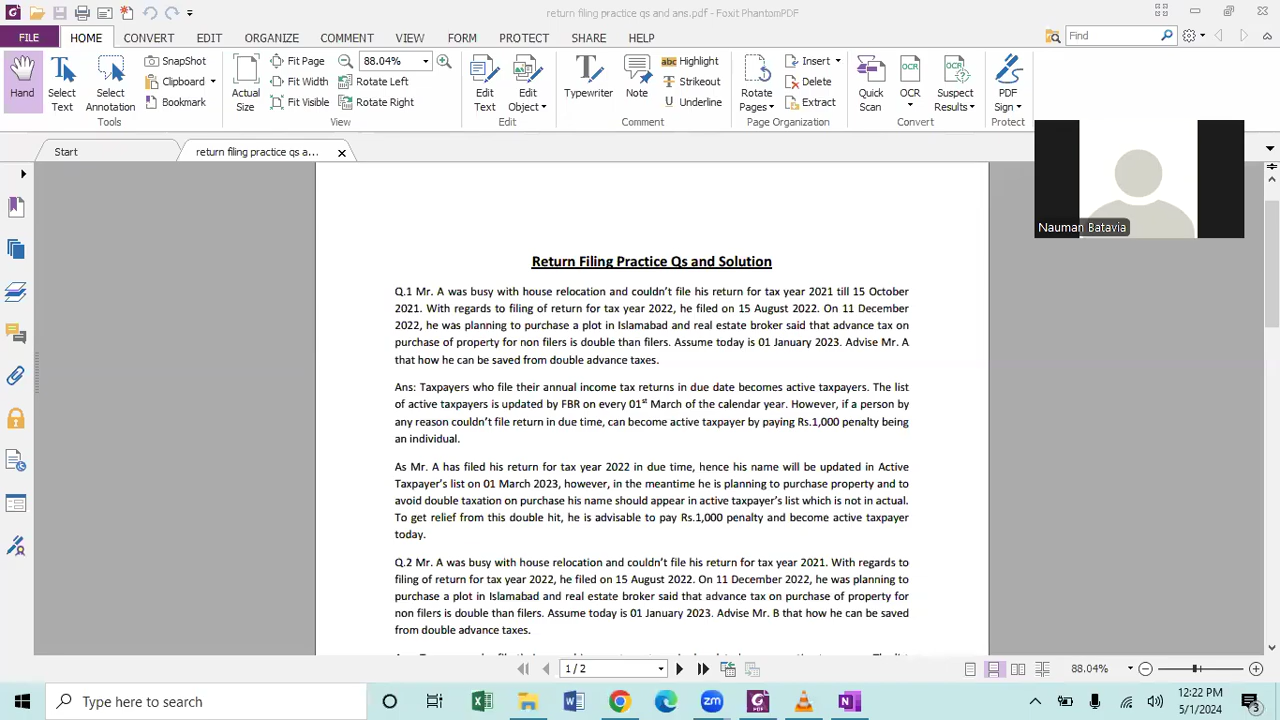 return filing practice qs and ans.pdf - Foxit PhantomPDF
FILE HOME CONVERT EDIT ORGANIZE COMMENT VIEW FORM PROTECT SHARE HELP Find
Hand
Select Text
Select Annotation
SnapShot
Clipboard
Bookmark
Tools
Actual Size
Fit Page
Fit Width
Fit Visible
88.04%
Rotate Left
Rotate Right
View
Edit Text
Edit Object
Edit
Typewriter
Note
abc Highlight
Strikeout
U Underline
Comment
Rotate Pages
Insert
Delete
Extract
Page Organization
Quick Scan
OCR
OCR
OCR
Suspect Results
Convert
PDF Sign
Protect
Start
return filing practice qs a...
Nauman Batavia
Return Filing Practice Qs and Solution
Q.1 Mr. A was busy with house relocation and couldn't file his return for tax year 2021 till 15 October
2021. With regards to filing of return for tax year 2022, he filed on 15 August 2022. On 11 December
2022, he was planning to purchase a plot in Islamabad and real estate broker said that advance tax on
purchase of property for non filers is double than filers. Assume today is 01 January 2023. Advise Mr. A
that how he can be saved from double advance taxes.
Ans: Taxpayers who file their annual income tax returns in due date becomes active taxpayers. The list
of active taxpayers is updated by FBR on every 01st March of the calendar year. However, if a person by
any reason couldn't file return in due time, can become active taxpayer by paying Rs.1,000 penalty being
an individual.
As Mr. A has filed his return for tax year 2022 in due time, hence his name will be updated in Active
Taxpayer's list on 01 March 2023, however, in the meantime he is planning to purchase property and to
avoid double taxation on purchase his name should appear in active taxpayer's list which is not in actual.
To get relief from this double hit, he is advisable to pay Rs.1,000 penalty and become active taxpayer
today.
Q.2 Mr. A was busy with house relocation and couldn't file his return for tax year 2021. With regards to
filing of return for tax year 2022, he filed on 15 August 2022. On 11 December 2022, he was planning to
purchase a plot in Islamabad and real estate broker said that advance tax on purchase of property for
non filers is double than filers. Assume today is 01 January 2023. Advise Mr. B that how he can be saved
from double advance taxes.
1 / 2
88.04%
Type here to search
zm
12:22 PM
5/1/2024
3